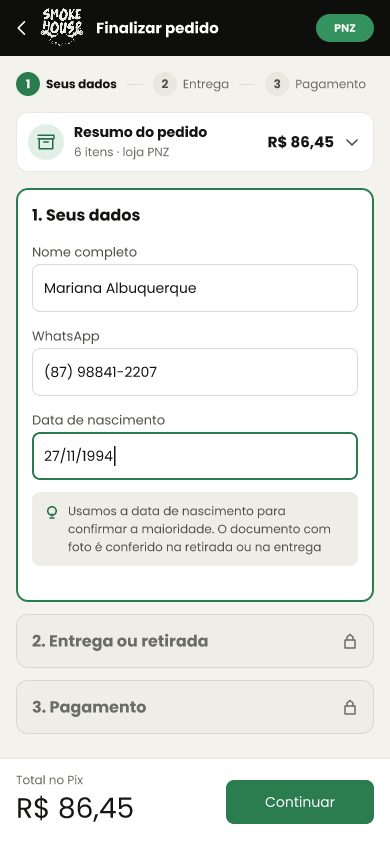 SMOKE
HOUSE
Finalizar pedido
PNZ
1 Seus dados
2 Entrega
3 Pagamento
Resumo do pedido
6 itens · loja PNZ
R$ 86,45
1. Seus dados
Nome completo
Mariana Albuquerque
WhatsApp
(87) 98841-2207
Data de nascimento
27/11/1994
Usamos a data de nascimento para
confirmar a maioridade. O documento com
foto é conferido na retirada ou na entrega
2. Entrega ou retirada
3. Pagamento
Total no Pix
R$ 86,45
Continuar